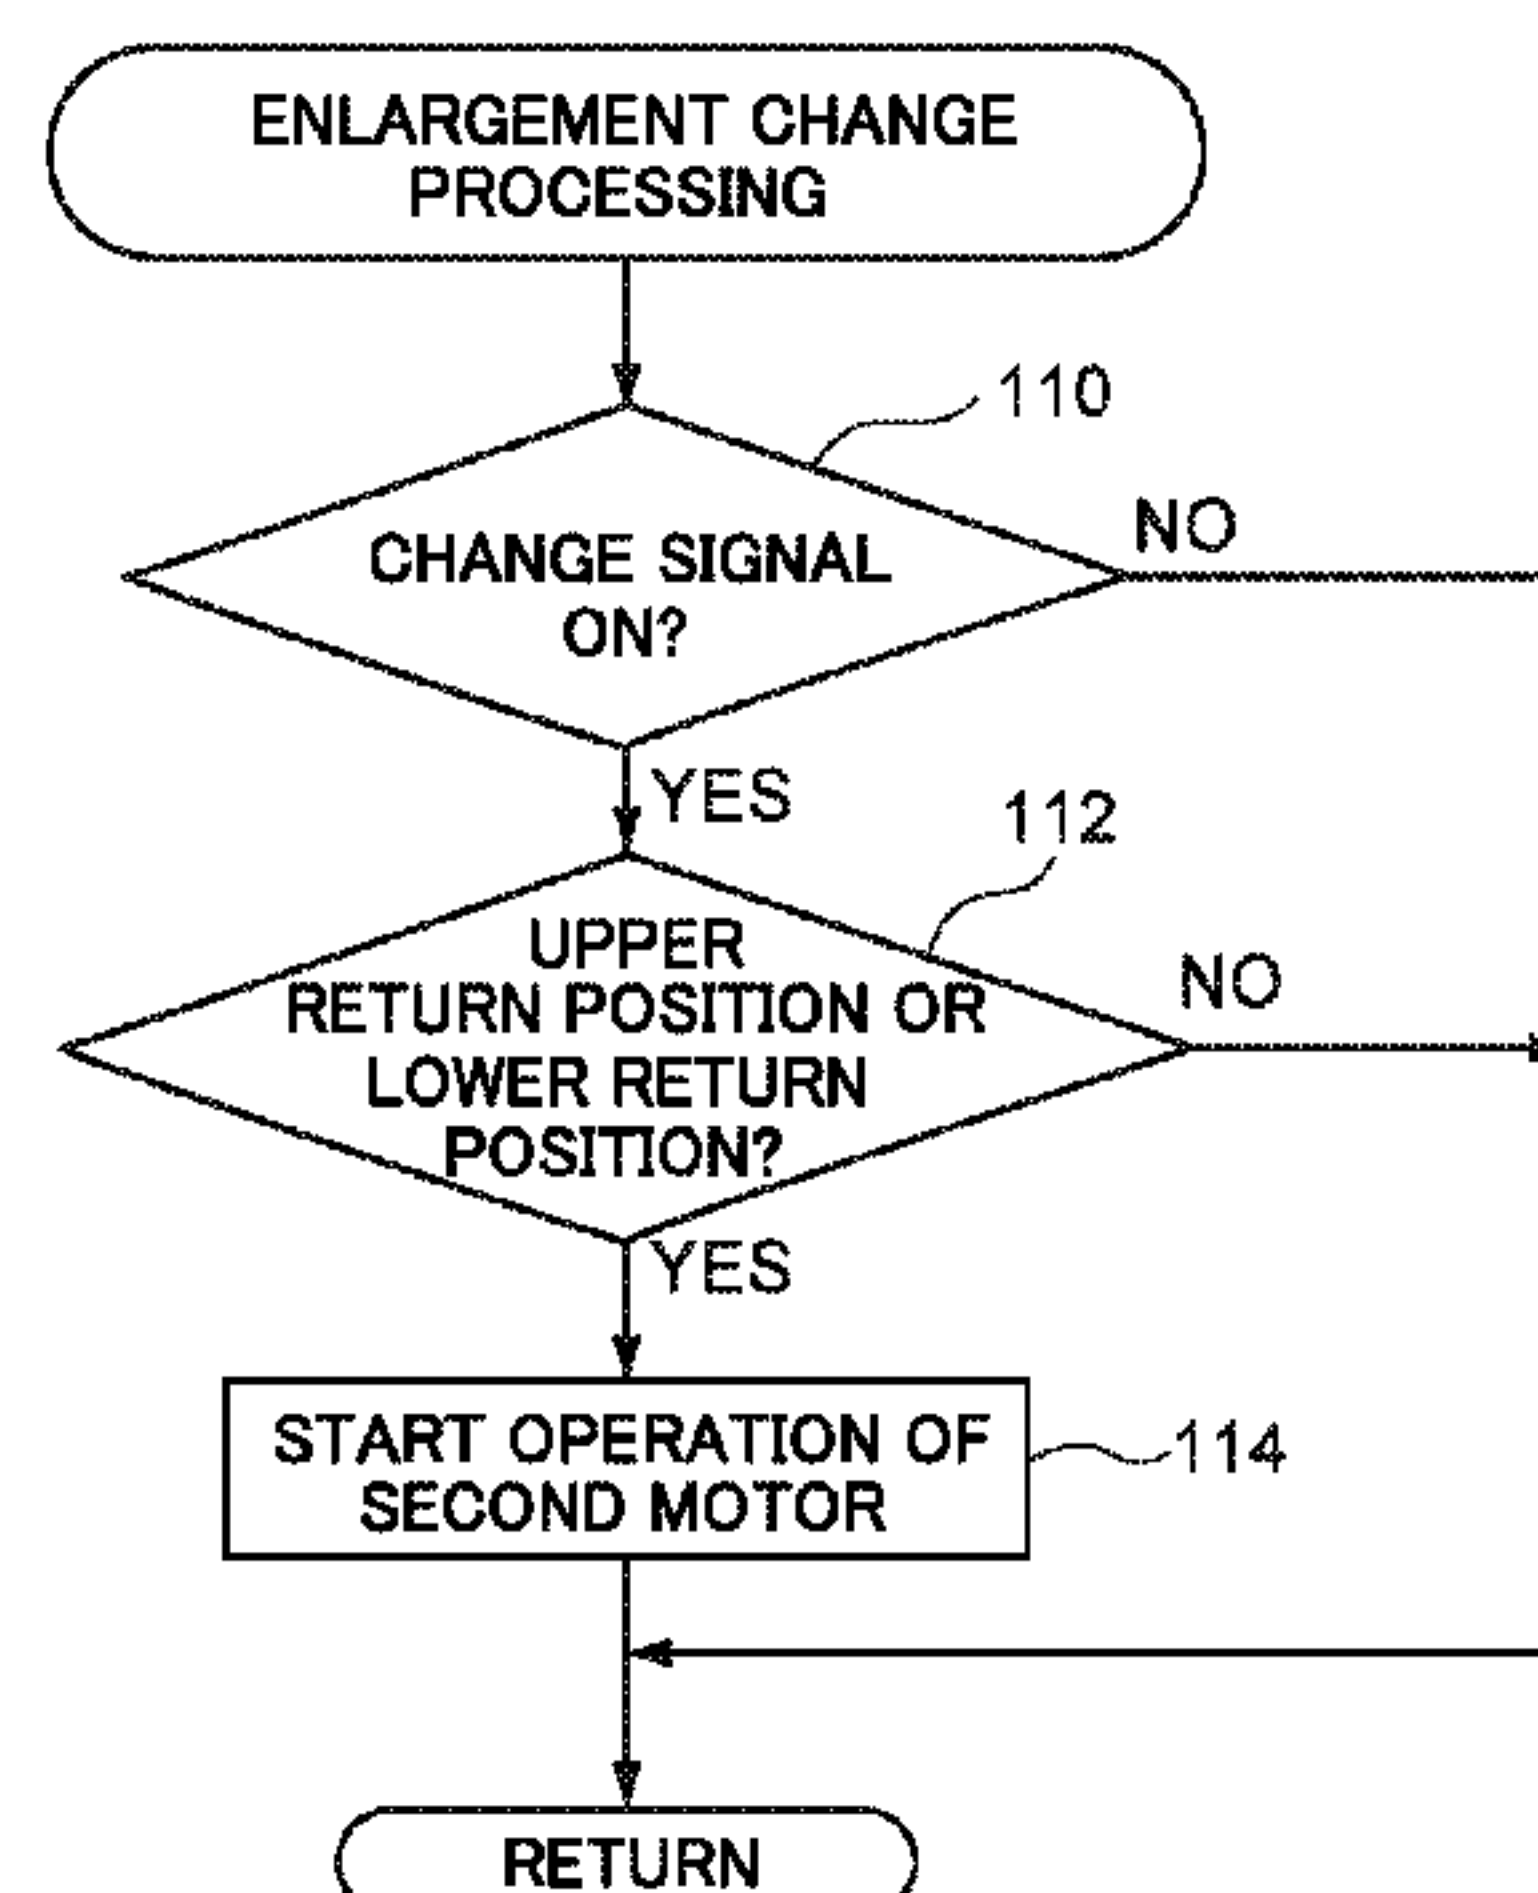 ENLARGEMENT CHANGE
PROCESSING
110
CHANGE SIGNAL
ON?
NO
YES
112
UPPER
RETURN POSITION OR
LOWER RETURN
POSITION?
NO
YES
START OPERATION OF
SECOND MOTOR
114
RETURN